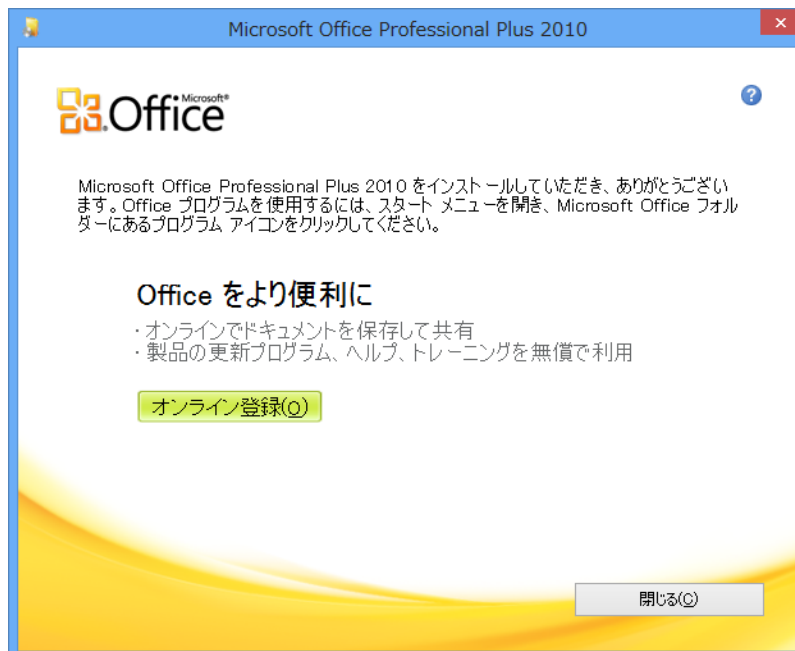 Microsoft Office Professional Plus 2010
Microsoft®
Office
Microsoft Office Professional Plus 2010 をインストールしていただき、ありがとうござい
ます。Office プログラムを使用するには、スタート メニューを開き、Microsoft Office フォル
ダーにあるプログラム アイコンをクリックしてください。
Office をより便利に
・オンラインでドキュメントを保存して共有
・製品の更新プログラム、ヘルプ、トレーニングを無償で利用
オンライン登録(O)
閉じる(C)